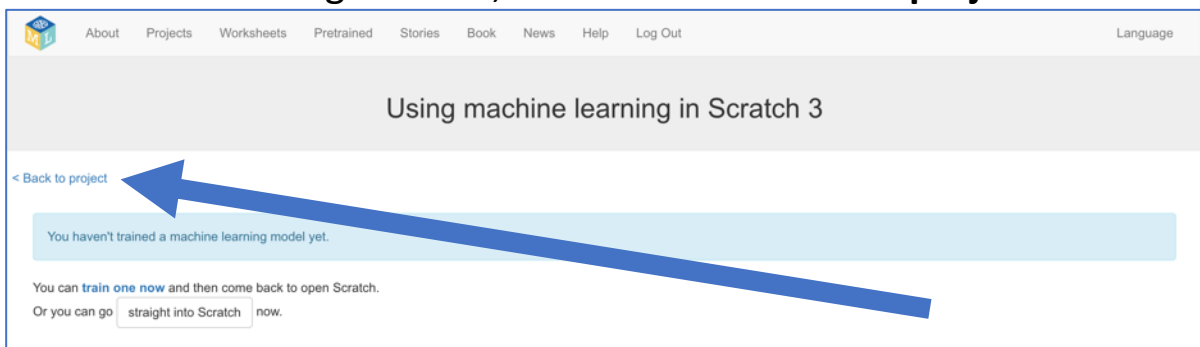 About Projects Worksheets Pretrained Stories Book News Help Log Out Language
Using machine learning in Scratch 3
< Back to project
You haven't trained a machine learning model yet.
You can train one now and then come back to open Scratch.
Or you can go straight into Scratch now.